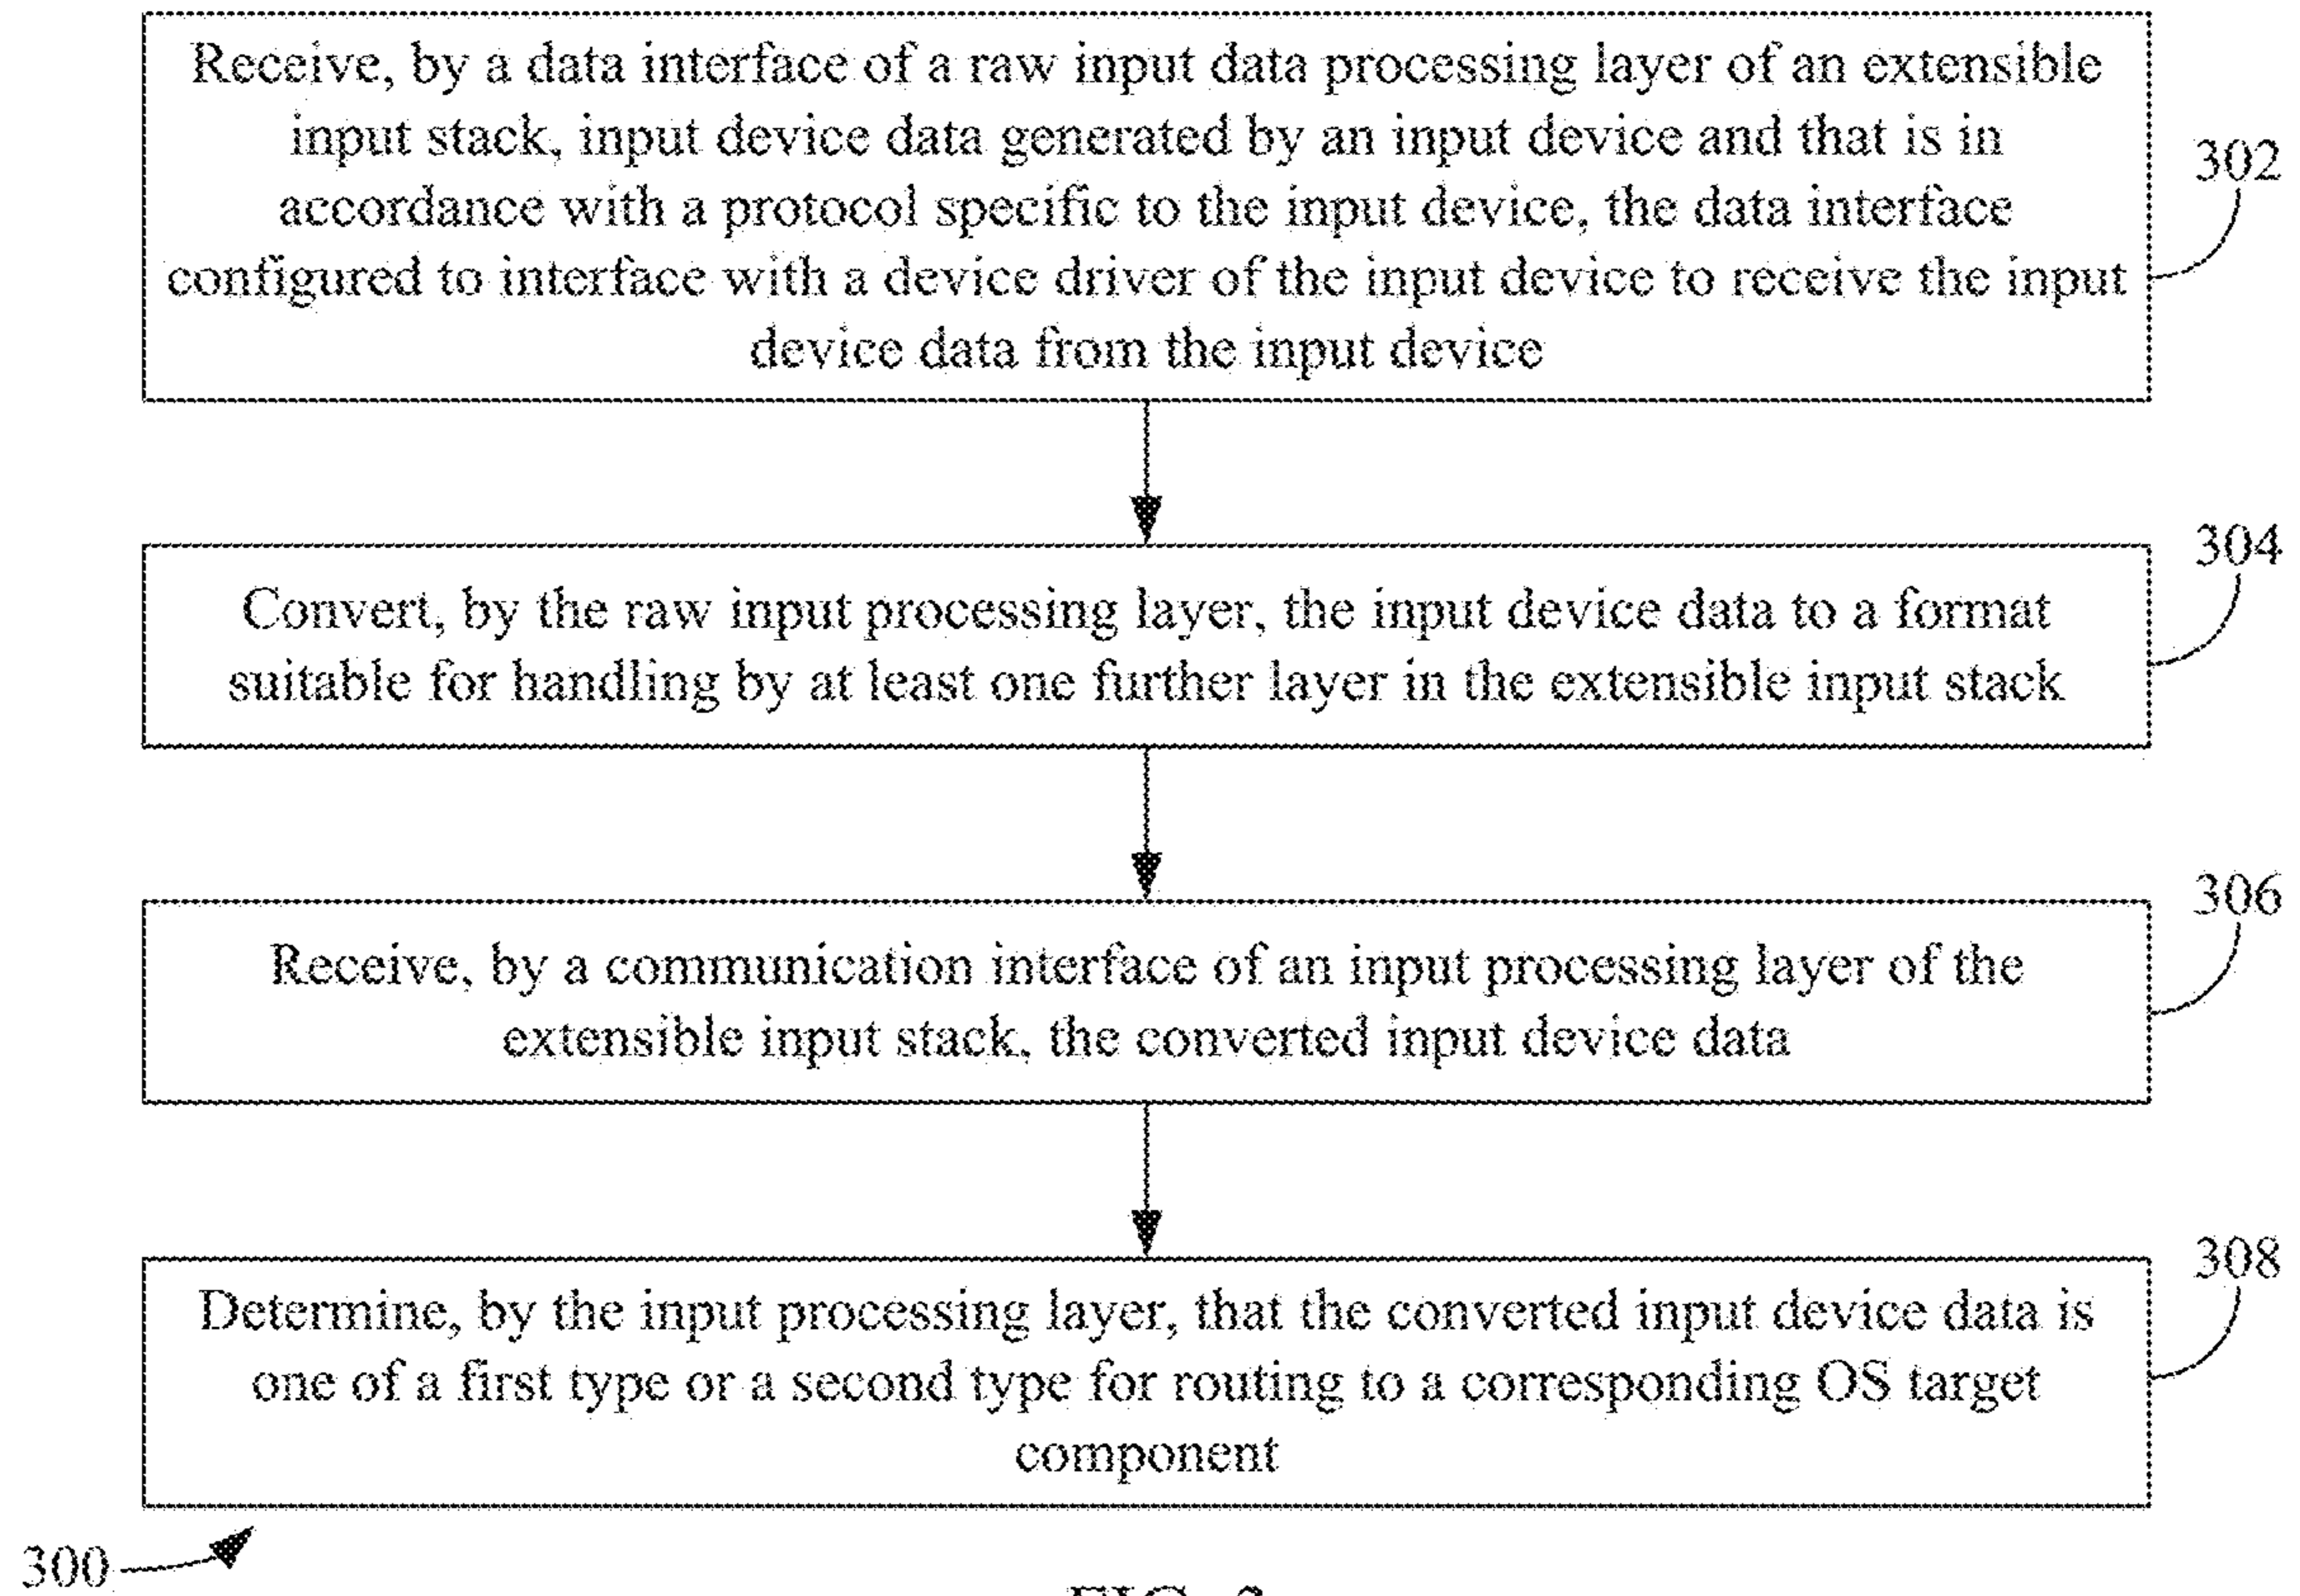 Receive, by a data interface of a raw input data processing layer of an extensible
input stack, input device data generated by an input device and that is in
accordance with a protocol specific to the input device, the data interface
configured to interface with a device driver of the input device to receive the input
device data from the input device
302
Convert, by the raw input processing layer, the input device data to a format
suitable for handling by at least one further layer in the extensible input stack
304
Receive, by a communication interface of an input processing layer of the
extensible input stack, the converted input device data
306
Determine, by the input processing layer, that the converted input device data is
one of a first type or a second type for routing to a corresponding OS target
component
308
300